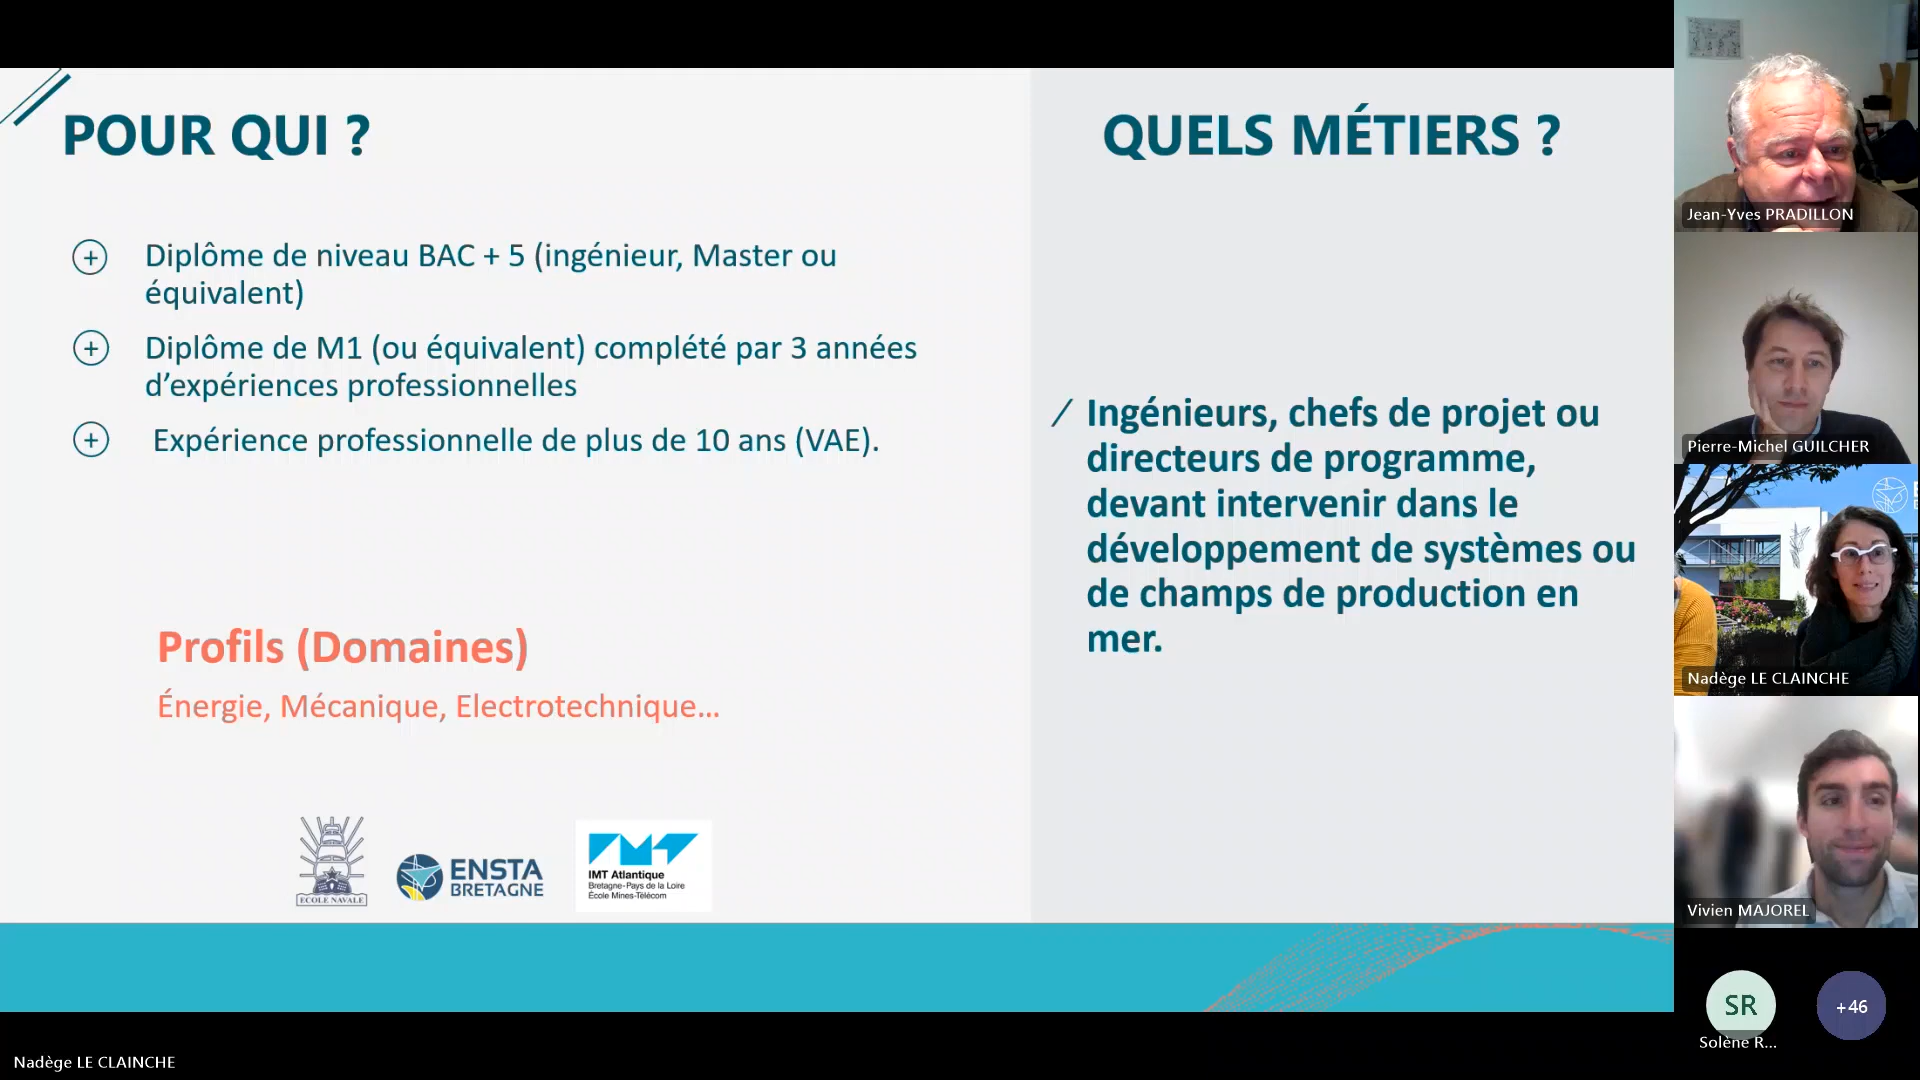 POUR QUI ?
Diplôme de niveau BAC + 5 (ingénieur, Master ou
équivalent)
Diplôme de M1 (ou équivalent) complété par 3 années
d’expériences professionnelles
Expérience professionnelle de plus de 10 ans (VAE).
Profils (Domaines)
Énergie, Mécanique, Electrotechnique...
ECOLE NAVALE
ENSTA
BRETAGNE
IMT Atlantique
Bretagne-Pays de la Loire
École Mines-Télécom
QUELS MÉTIERS ?
/ Ingénieurs, chefs de projet ou
directeurs de programme,
devant intervenir dans le
développement de systèmes ou
de champs de production en
mer.
Jean-Yves PRADILLON
Pierre-Michel GUILCHER
Nadège LE CLAINCHE
Vivien MAJOREL
SR
Solène R...
+46
Nadège LE CLAINCHE